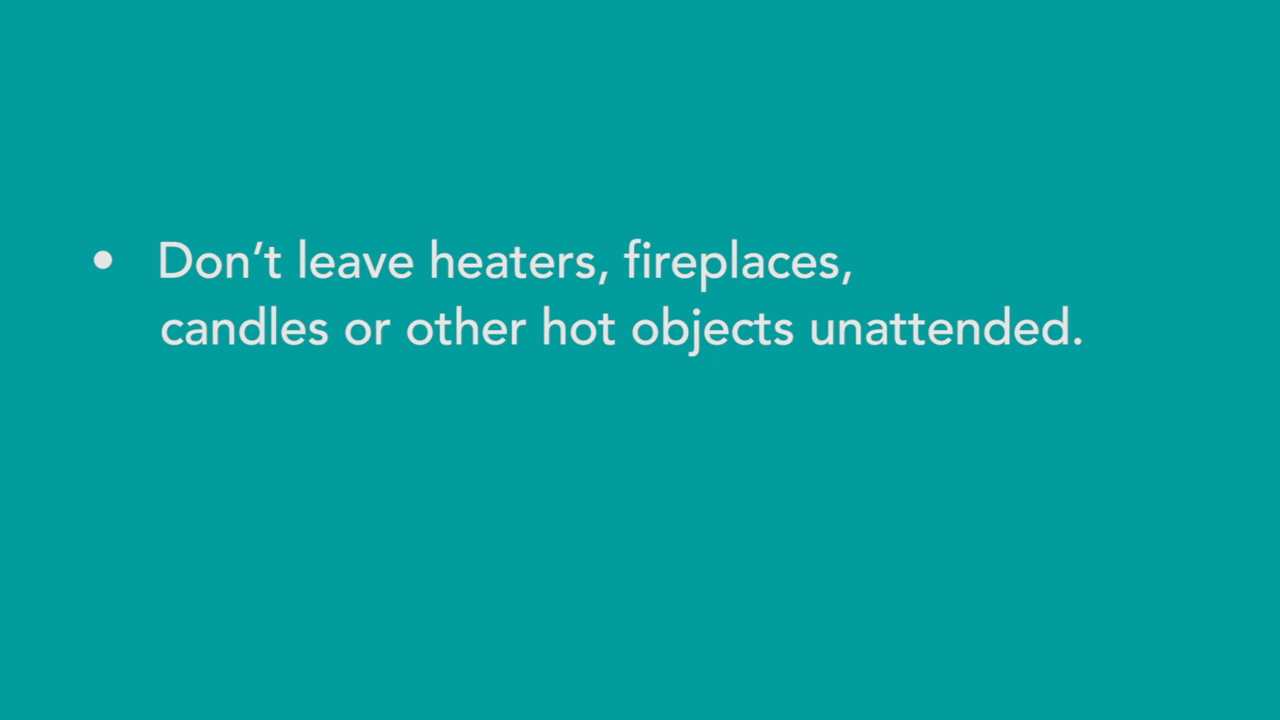 • Don’t leave heaters, fireplaces,
candles or other hot objects unattended.